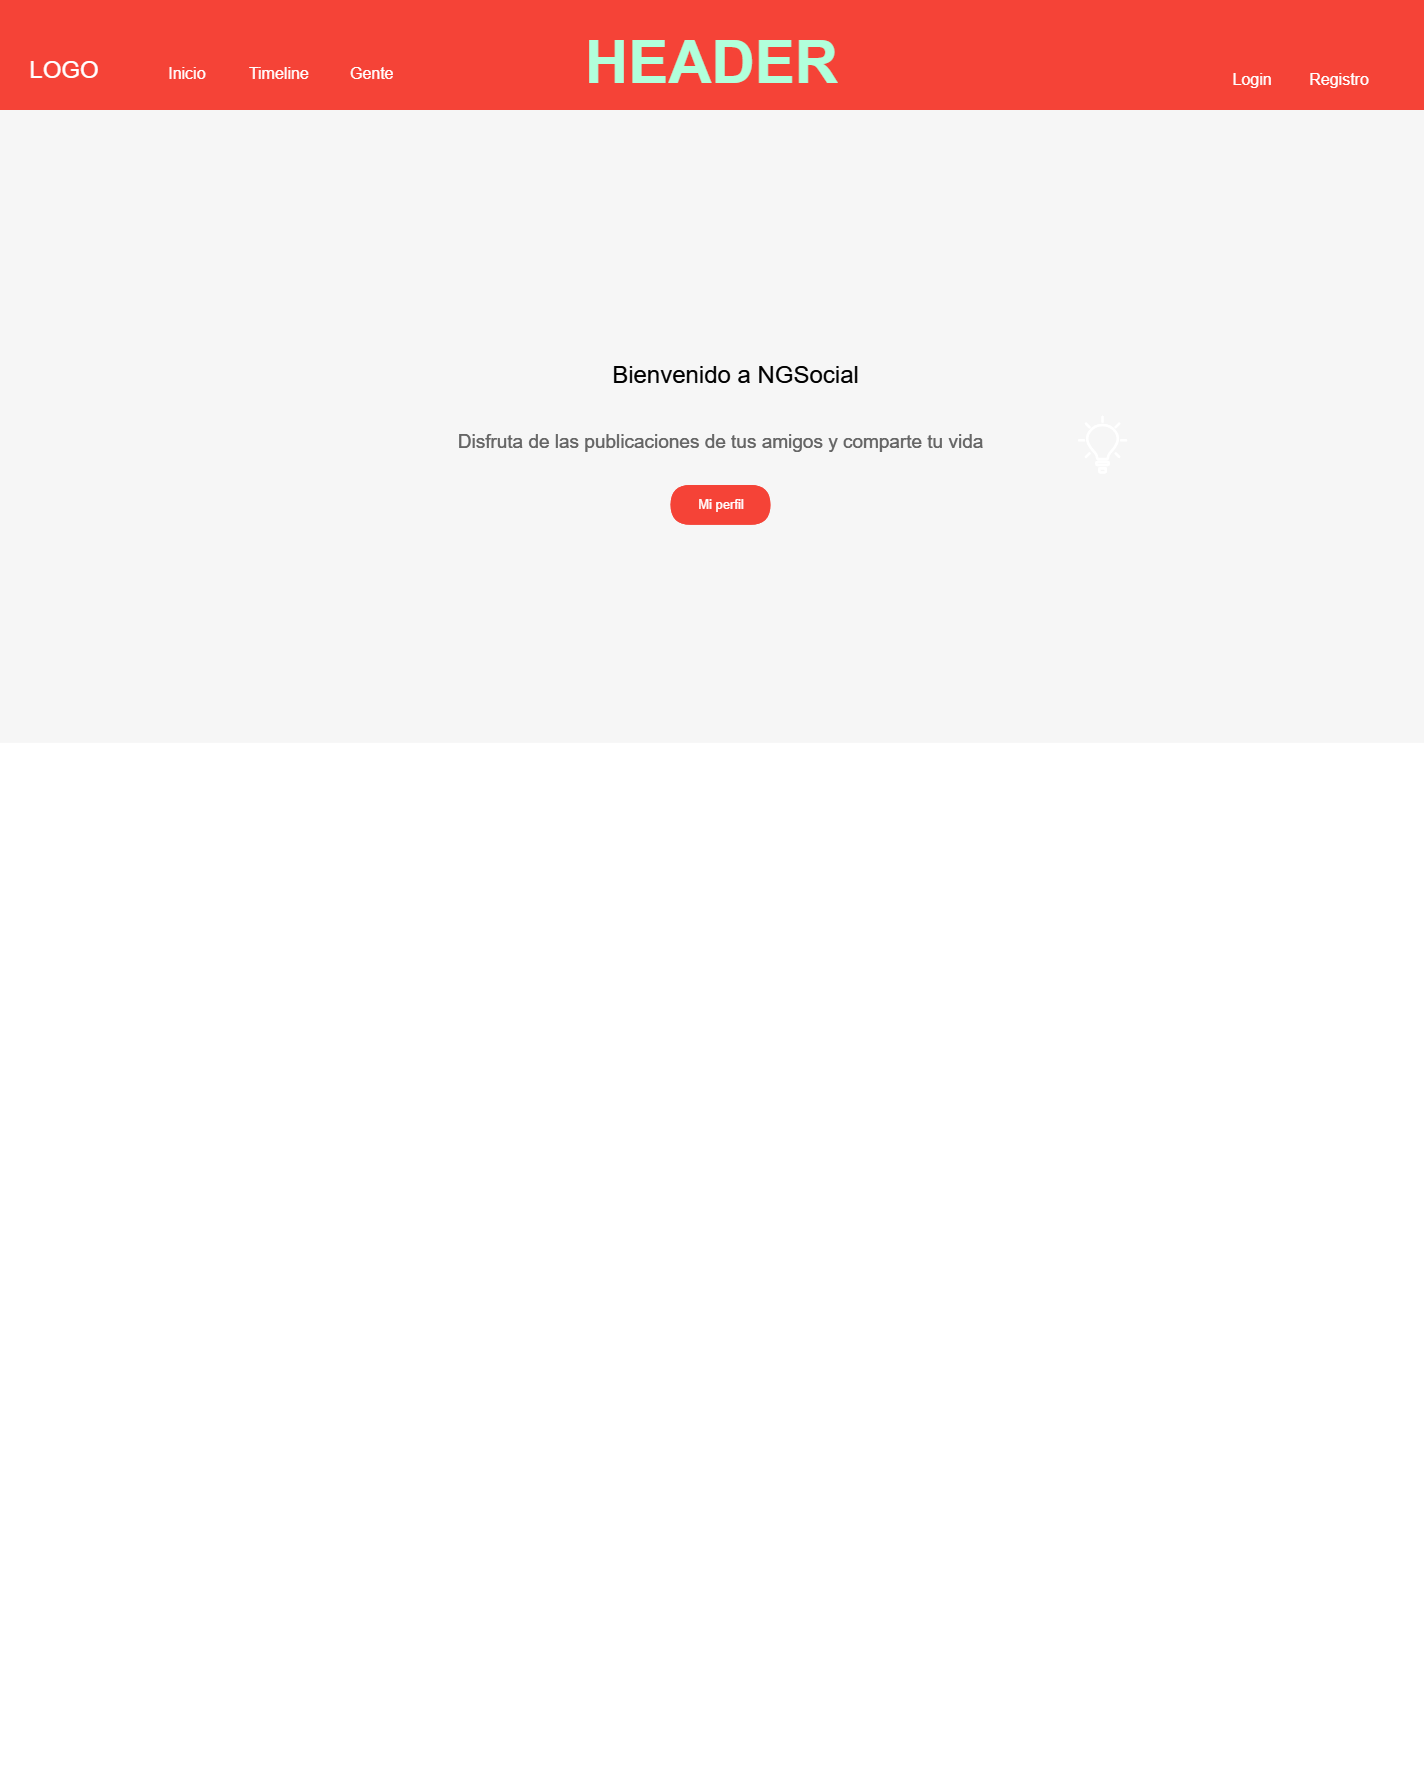 HEADER
LOGO Inicio Timeline Gente Login Registro
Bienvenido a NGSocial
Disfruta de las publicaciones de tus amigos y comparte tu vida
Mi perfil